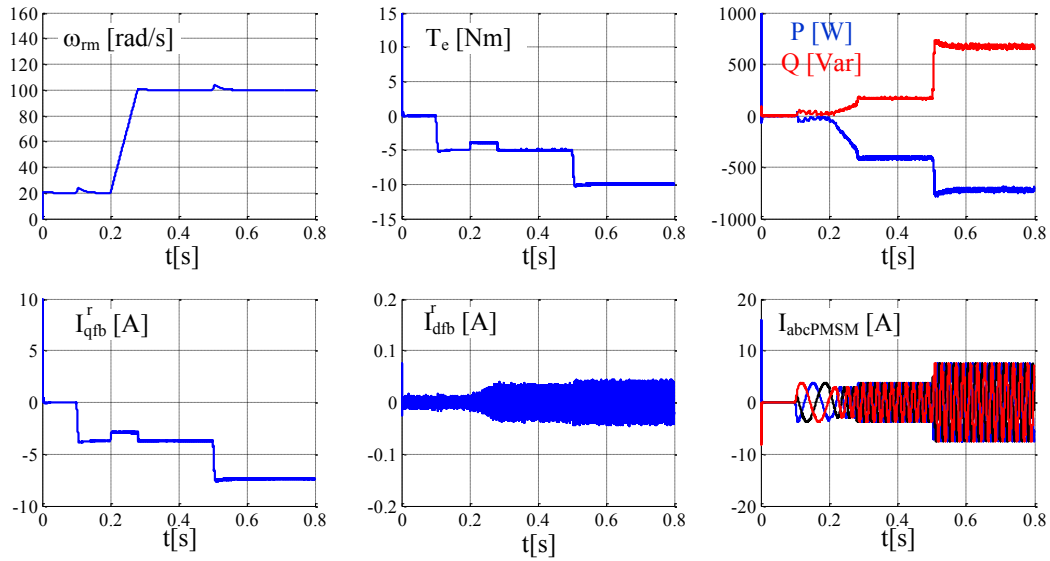 160
140
120
100
80
60
40
20
0
ω_rm [rad/s]
0 0.2 0.4 0.6 0.8
t[s]
15
10
5
0
-5
-10
-15
T_e [Nm]
0 0.2 0.4 0.6 0.8
t[s]
1000
500
0
-500
-1000
P [W]
Q [Var]
0 0.2 0.4 0.6 0.8
t[s]
10
5
0
-5
-10
I^r_qfb [A]
0 0.2 0.4 0.6 0.8
t[s]
0.2
0.1
0
-0.1
-0.2
I^r_dfb [A]
0 0.2 0.4 0.6 0.8
t[s]
20
10
0
-10
-20
I_abcPMSM [A]
0 0.2 0.4 0.6 0.8
t[s]